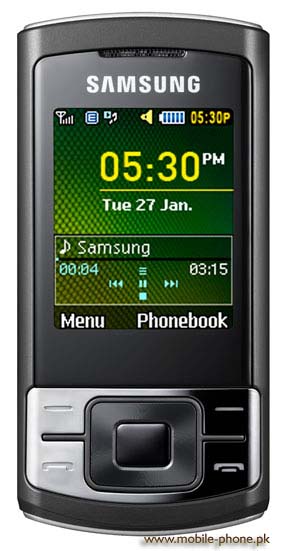 SAMSUNG
05:30P
05:30PM
Tue 27 Jan.
Samsung
00:04 03:15
Menu Phonebook
www.mobile-phone.pk